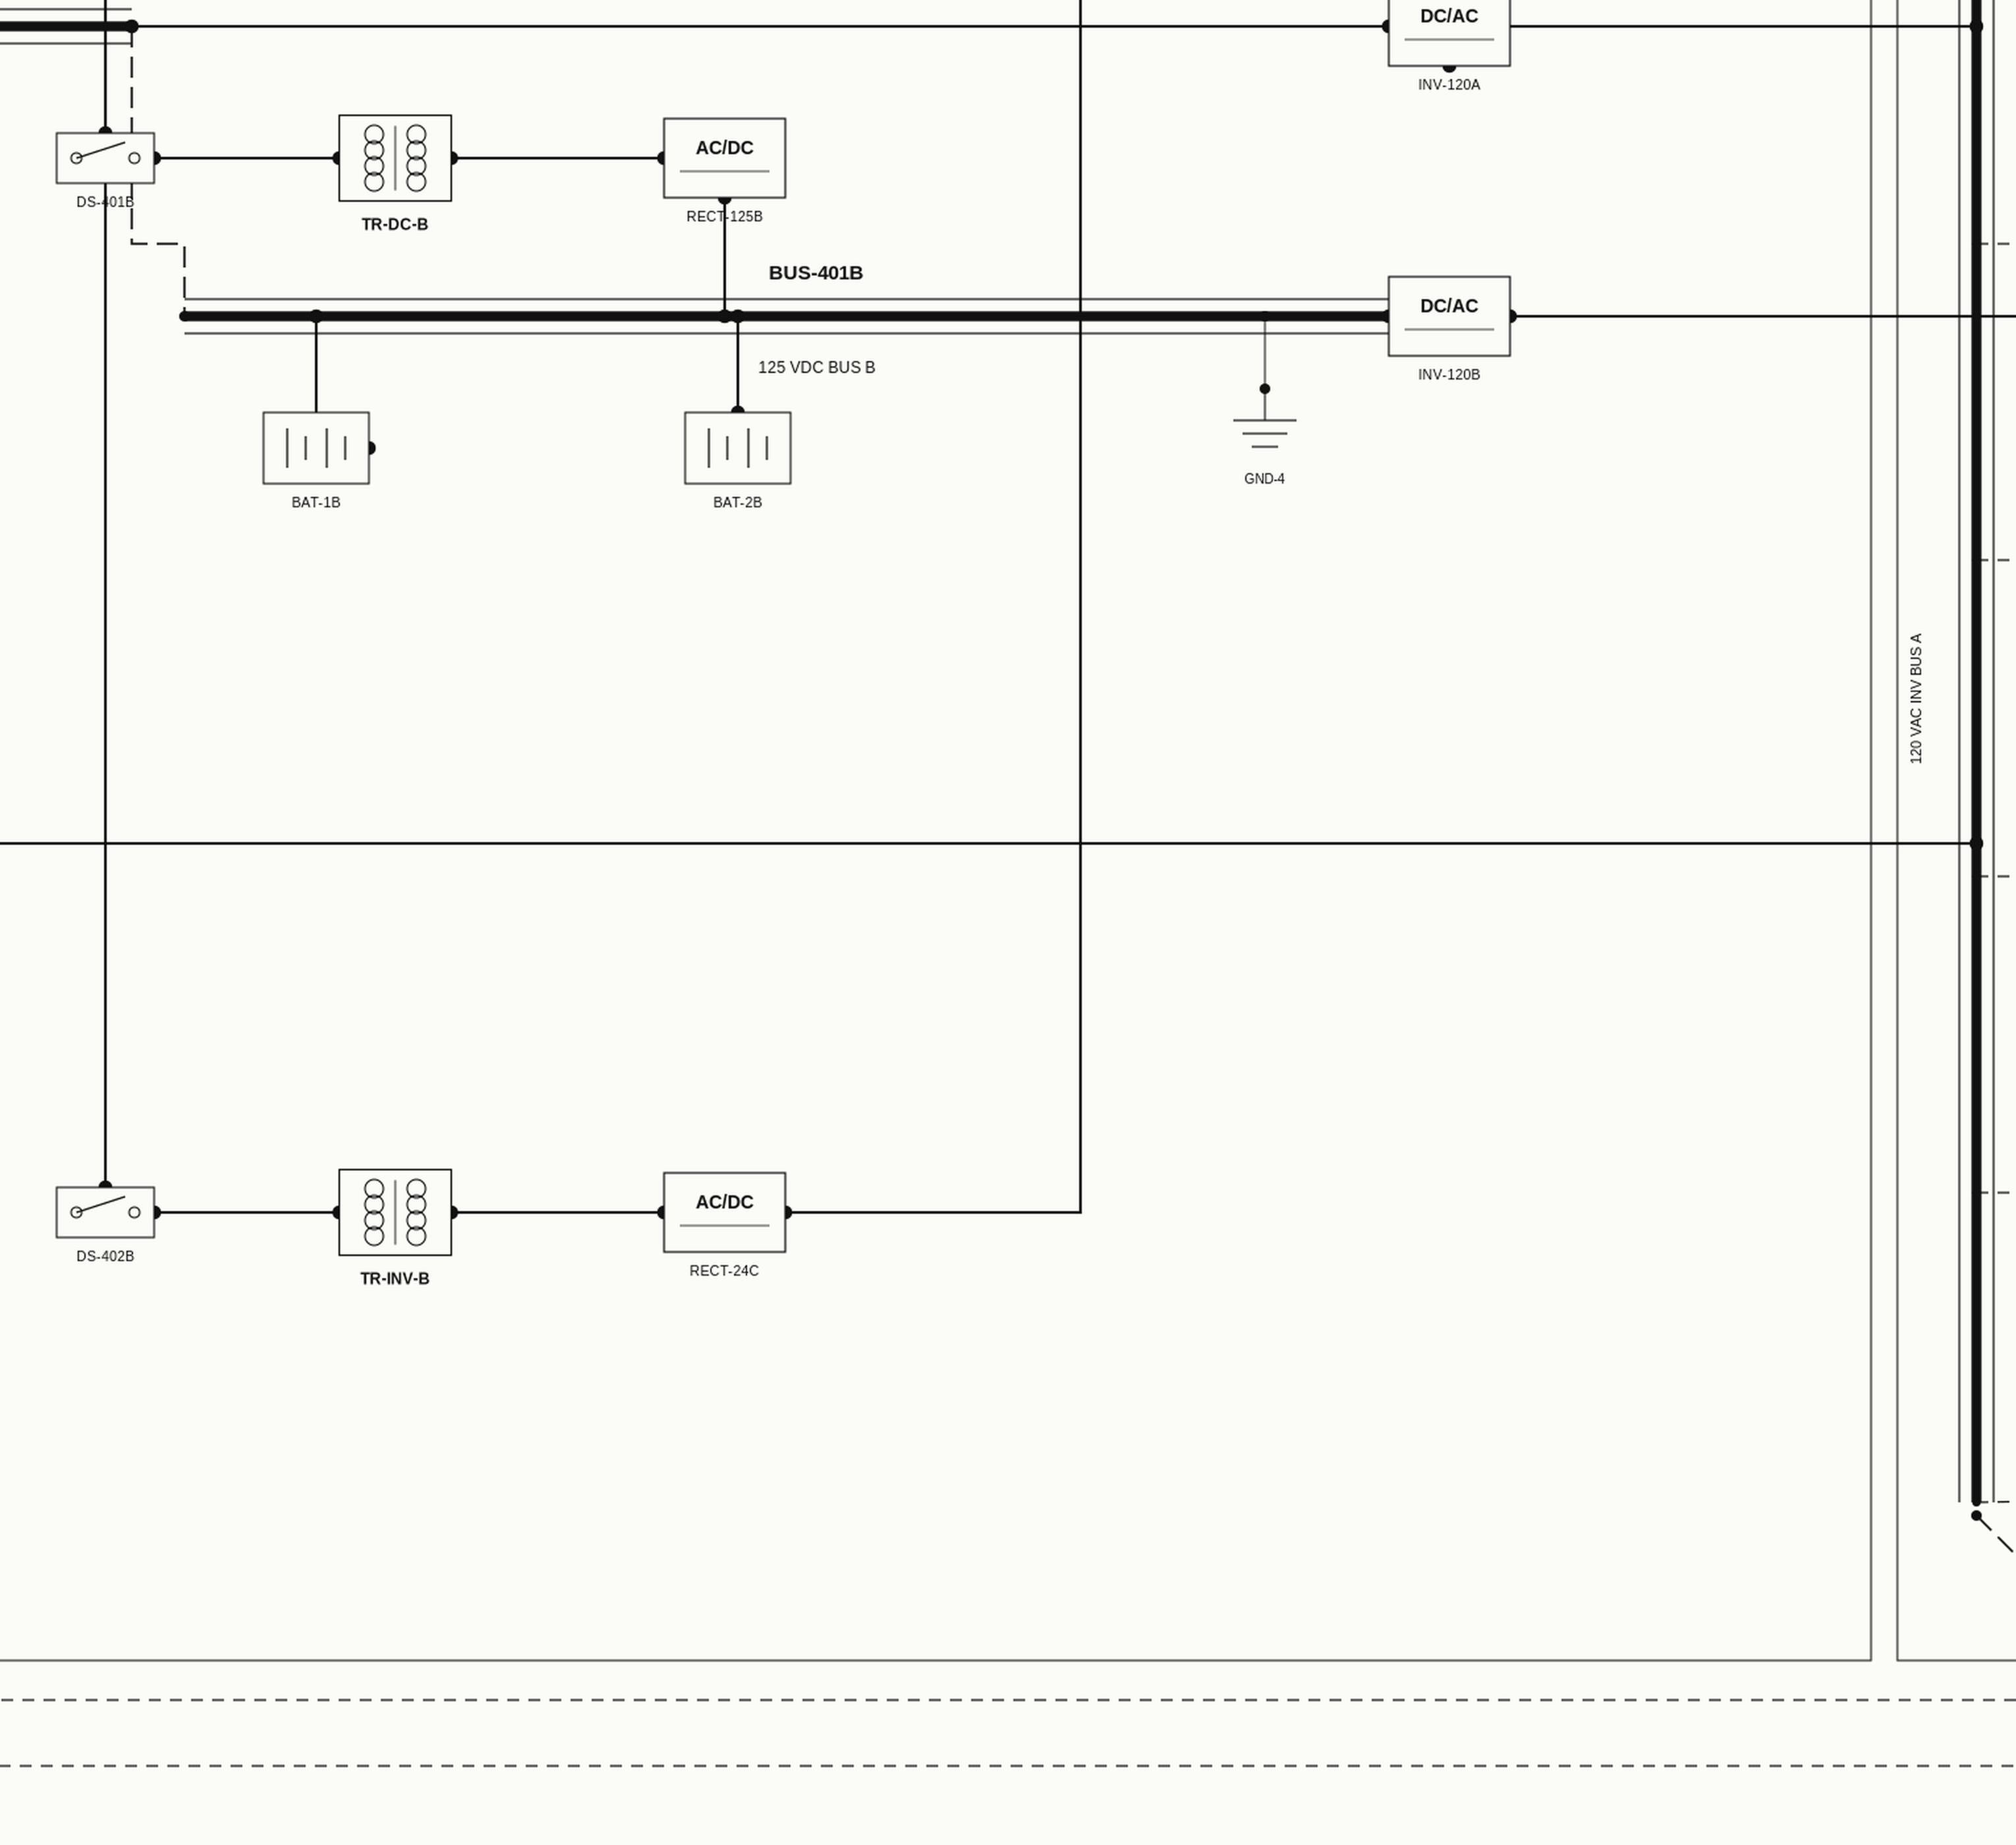 DC/AC
INV-120A
AC/DC
DS-401B
RECT-125B
TR-DC-B
BUS-401B
DC/AC
125 VDC BUS B
INV-120B
GND-4
BAT-1B
BAT-2B
120 VAC INV BUS A
AC/DC
DS-402B
RECT-24C
TR-INV-B